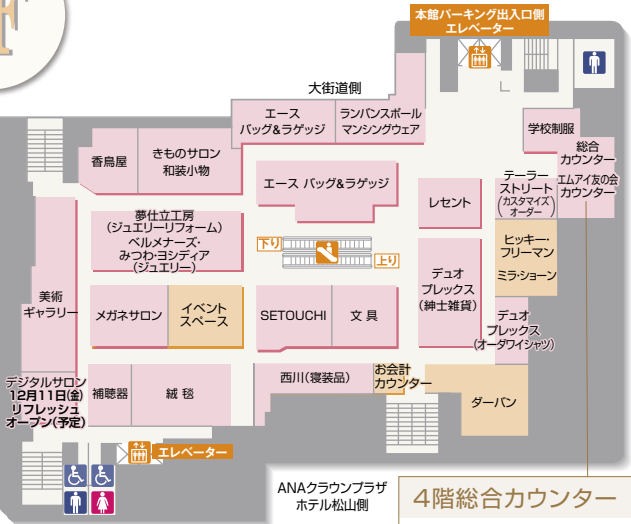 F
本館パーキング出入口側
エレベーター
大街道側
エース
バッグ&ラゲッジ
ランバンスポール
マンシングウェア
学校制服
総合
カウンター
エムアイ友の会
カウンター
香鳥屋
きものサロン
和装小物
エース バッグ&ラゲッジ
レセント
テーラー
ストリート
(カスタマイズ
オーダー)
夢仕立工房
(ジュエリーリフォーム)
ベルメナーズ・
みつわ・ヨシディア
(ジュエリー)
下り
上り
ヒッキー・
フリーマン
ミラ・ショーン
デュオ
プレックス
(紳士雑貨)
美術
ギャラリー
メガネサロン
イベント
スペース
SETOUCHI
文 具
デュオ
プレックス
(オーダワイシャツ)
デジタルサロン
12月11日(金)
リフレッシュ
オープン(予定)
補聴器
絨 毯
西川(寝装品)
お会計
カウンター
ダーバン
エレベーター
ANAクラウンプラザ
ホテル松山側
4階総合カウンター